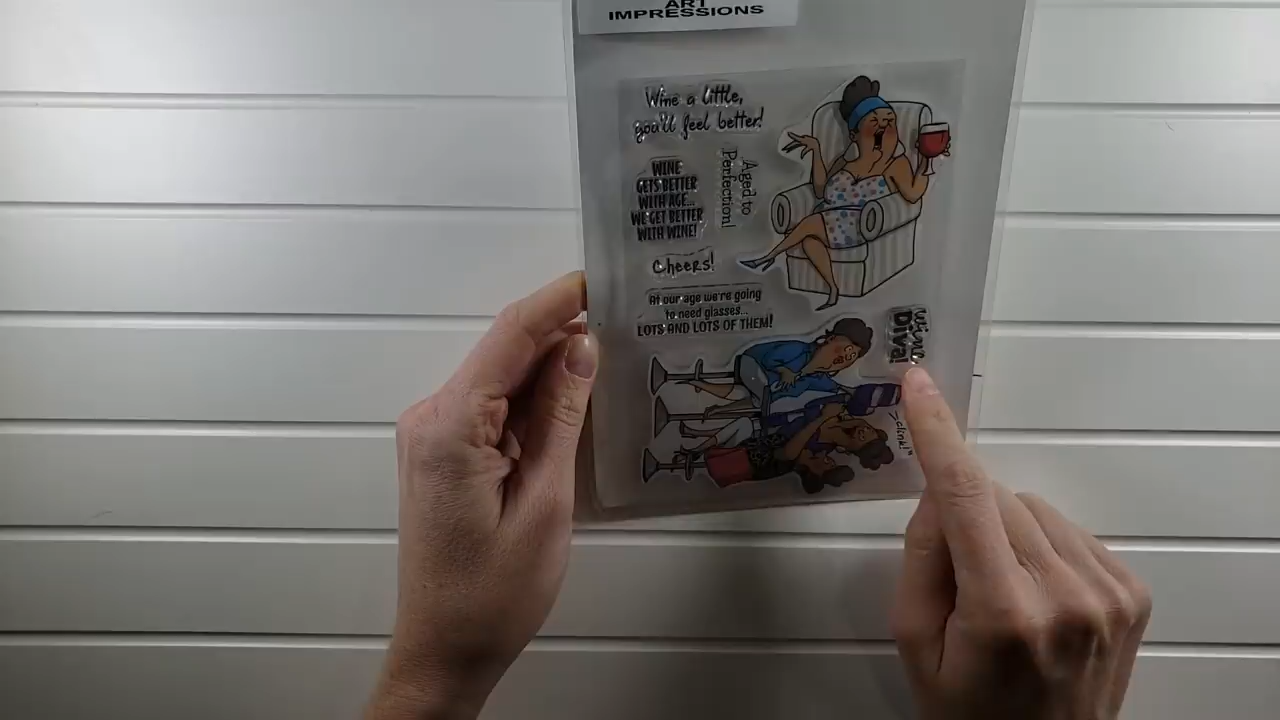 ART
IMPRESSIONS
Wine a little,
you'll feel better!
Aged to
Perfection!
WINE
GETS BETTER
WITH AGE...
WE GET BETTER
WITH WINE!
Cheers!
At our age we're going
to need glasses...
LOTS AND LOTS OF THEM!
Wine
Diva!
"clink!"